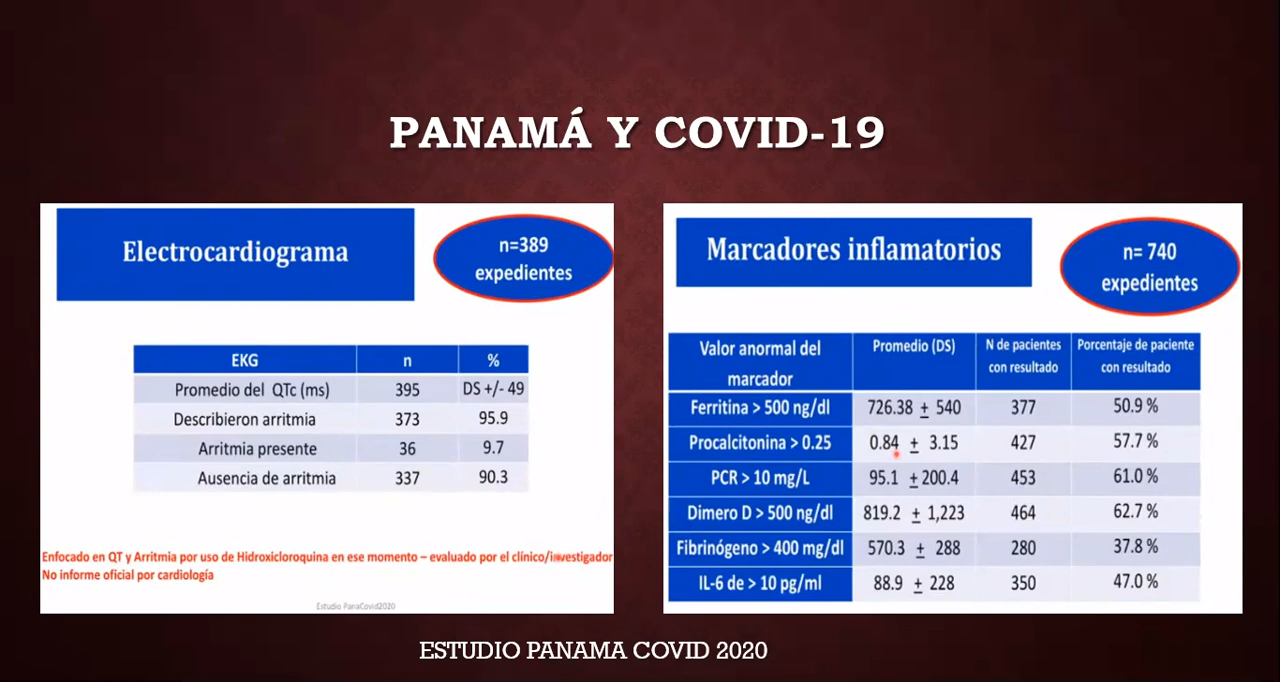 PANAMÁ Y COVID-19
Electrocardiograma
n=389
expedientes
EKG n %
Promedio del QTc (ms) 395 DS +/- 49
Describieron arritmia 373 95.9
Arritmia presente 36 9.7
Ausencia de arritmia 337 90.3
Enfocado en QT y Arritmia por uso de Hidroxicloroquina en ese momento – evaluado por el clínico/investigador
No informe oficial por cardiología
Estudio PanaCovid2020
Marcadores inflamatorios
n= 740
expedientes
Valor anormal del
marcador
Promedio (DS)
N de pacientes
con resultado
Porcentaje de paciente
con resultado
Ferritina > 500 ng/dl 726.38 ± 540 377 50.9 %
Procalcitonina > 0.25 0.84 ± 3.15 427 57.7 %
PCR > 10 mg/L 95.1 ± 200.4 453 61.0 %
Dimero D > 500 ng/dl 819.2 ± 1,223 464 62.7 %
Fibrinógeno > 400 mg/dl 570.3 ± 288 280 37.8 %
IL-6 de > 10 pg/ml 88.9 ± 228 350 47.0 %
ESTUDIO PANAMA COVID 2020